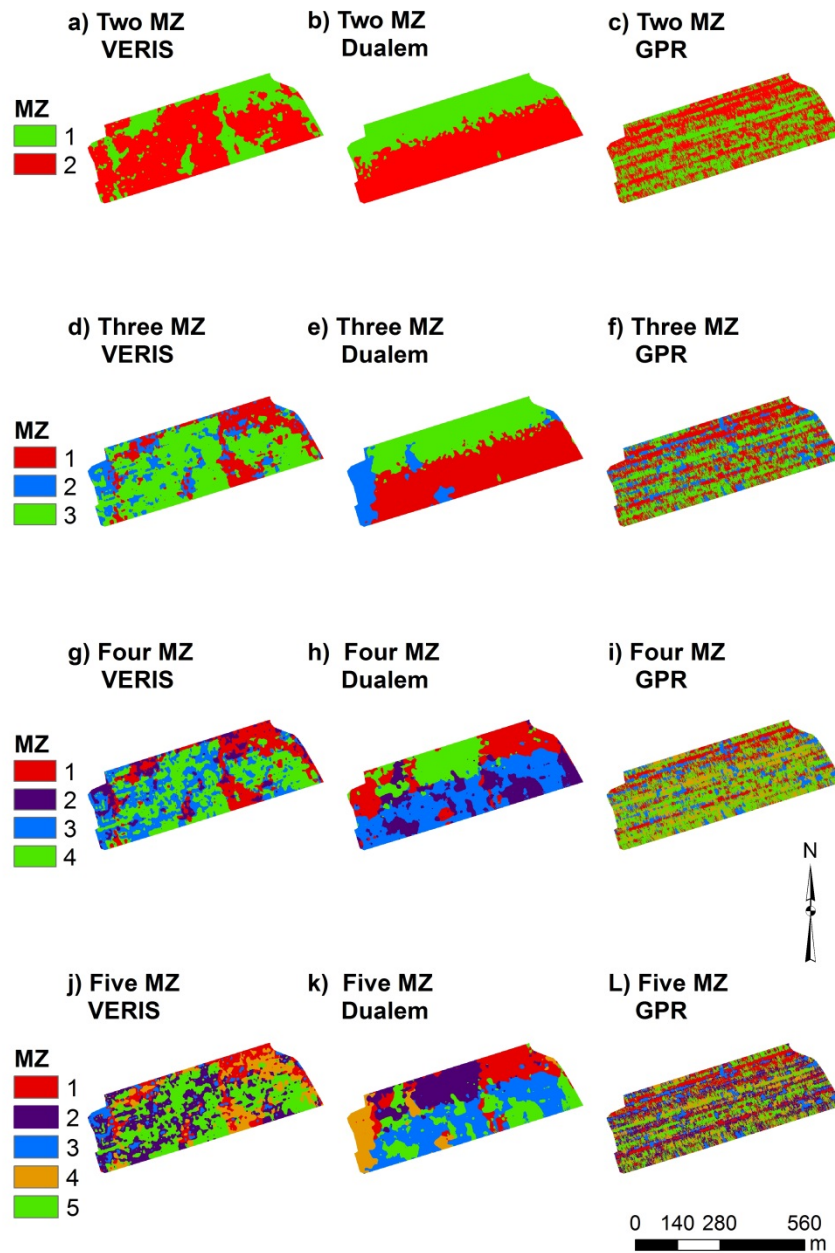 a) Two MZ
VERIS
b) Two MZ
Dualem
c) Two MZ
GPR
MZ
1
2
d) Three MZ
VERIS
e) Three MZ
Dualem
f) Three MZ
GPR
MZ
1
2
3
g) Four MZ
VERIS
h) Four MZ
Dualem
i) Four MZ
GPR
MZ
1
2
3
4
N
j) Five MZ
VERIS
k) Five MZ
Dualem
L) Five MZ
GPR
MZ
1
2
3
4
5
0 140 280 560
m